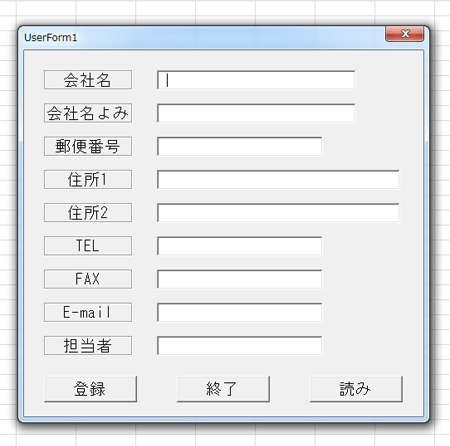 UserForm1
会社名
会社名よみ
郵便番号
住所1
住所2
TEL
FAX
E-mail
担当者
登録 終了 読み